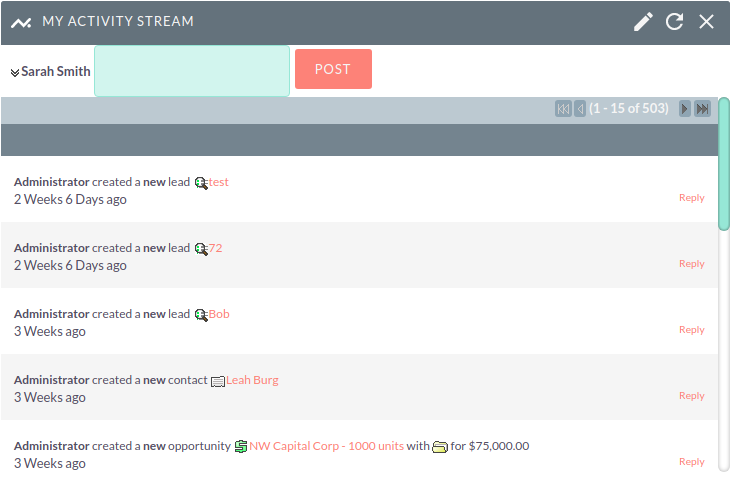 MY ACTIVITY STREAM
Sarah Smith
POST
(1 - 15 of 503)
Administrator created a new lead test
2 Weeks 6 Days ago
Reply
Administrator created a new lead 72
2 Weeks 6 Days ago
Reply
Administrator created a new lead Bob
3 Weeks ago
Reply
Administrator created a new contact Leah Burg
3 Weeks ago
Reply
Administrator created a new opportunity NW Capital Corp - 1000 units with for $75,000.00
3 Weeks ago
Reply